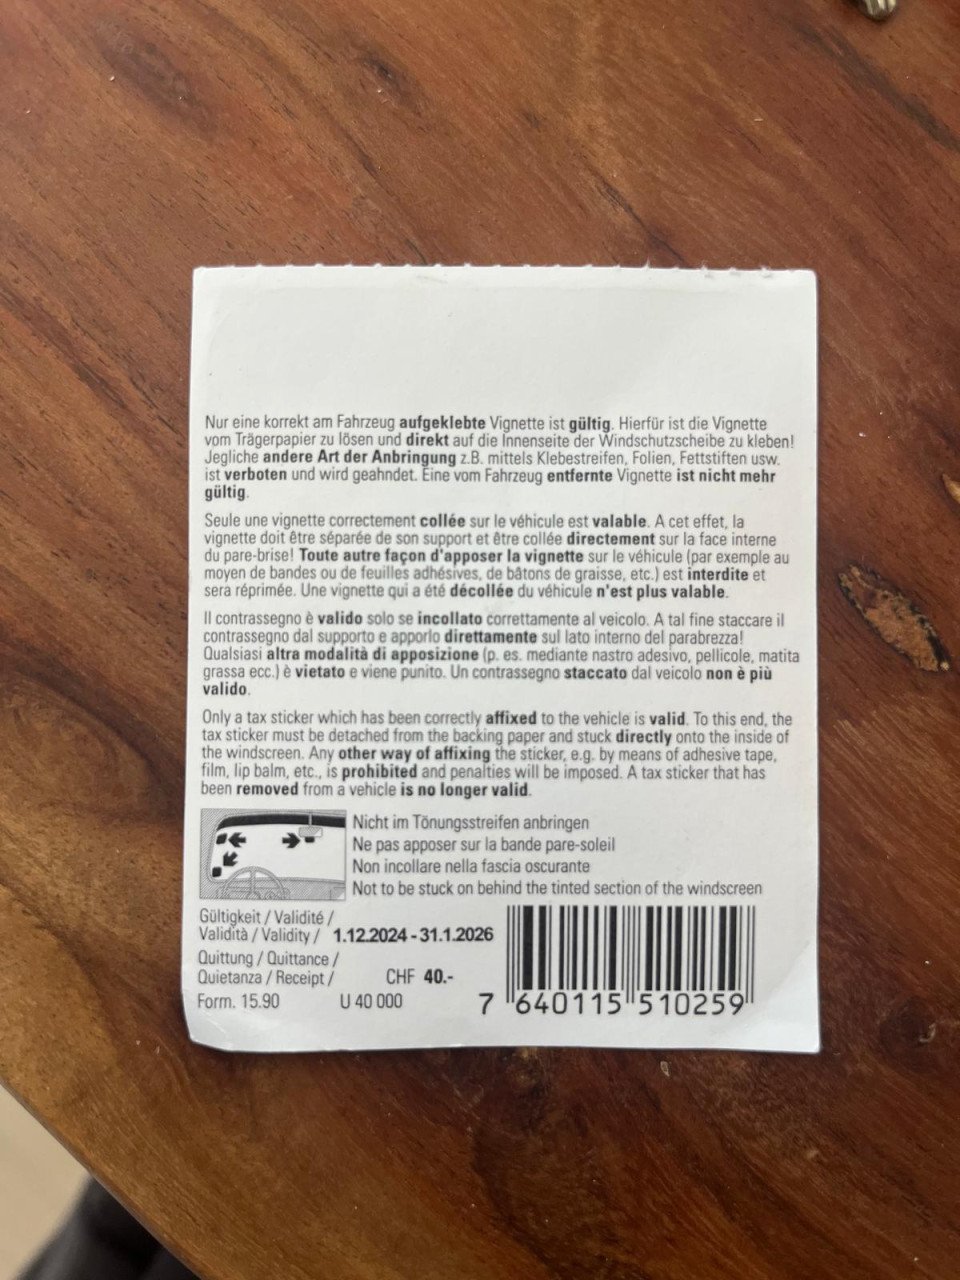 Nur eine korrekt am Fahrzeug aufgeklebte Vignette ist gültig. Hierfür ist die Vignette
vom Trägerpapier zu lösen und direkt auf die Innenseite der Windschutzscheibe zu kleben!
Jegliche andere Art der Anbringung z.B. mittels Klebestreifen, Folien, Fettstiften usw.
ist verboten und wird geahndet. Eine vom Fahrzeug entfernte Vignette ist nicht mehr
gültig.
Seule une vignette correctement collée sur le véhicule est valable. A cet effet, la
vignette doit être séparée de son support et être collée directement sur la face interne
du pare-brise! Toute autre façon d'apposer la vignette sur le véhicule (par exemple au
moyen de bandes ou de feuilles adhésives, de bâtons de graisse, etc.) est interdite et
sera réprimée. Une vignette qui a été décollée du véhicule n'est plus valable.
Il contrassegno è valido solo se incollato correttamente al veicolo. A tal fine staccare il
contrassegno dal supporto e apporlo direttamente sul lato interno del parabrezza!
Qualsiasi altra modalità di apposizione (p. es. mediante nastro adesivo, pellicole, matita
grassa ecc.) è vietato e viene punito. Un contrassegno staccato dal veicolo non è più
valido.
Only a tax sticker which has been correctly affixed to the vehicle is valid. To this end, the
tax sticker must be detached from the backing paper and stuck directly onto the inside of
the windscreen. Any other way of affixing the sticker, e.g. by means of adhesive tape,
film, lip balm, etc., is prohibited and penalties will be imposed. A tax sticker that has
been removed from a vehicle is no longer valid.
Nicht im Tönungsstreifen anbringen
Ne pas apposer sur la bande pare-soleil
Non incollare nella fascia oscurante
Not to be stuck on behind the tinted section of the windscreen
Gültigkeit / Validité /
Validità / Validity / 1.12.2024 - 31.1.2026
Quittung / Quittance /
Quietanza / Receipt / CHF 40.-
Form. 15.90 U 40 000
7 640115 510259